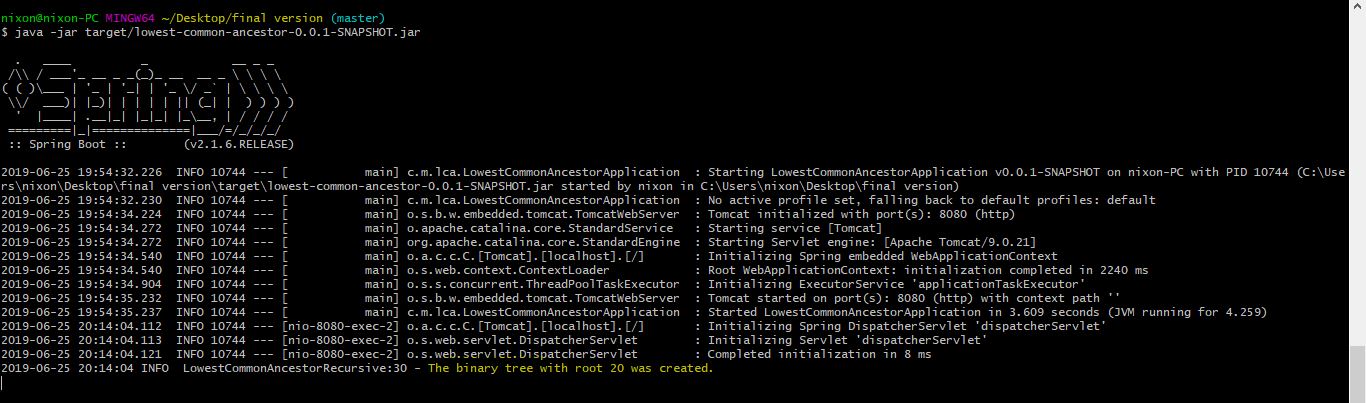 nixon@nixon-PC MINGW64 ~/Desktop/final version (master)
$ java -jar target/lowest-common-ancestor-0.0.1-SNAPSHOT.jar
  .   ____          _            __ _ _
 /\\ / ___'_ __ _ _(_)_ __  __ _ \ \ \ \
( ( )\___ | '_ | '_| | '_ \/ _` | \ \ \ \
 \\/  ___)| |_)| | | | | || (_| |  ) ) ) )
  '  |____| .__|_| |_|_| |_\__, | / / / /
 =========|_|==============|___/=/_/_/_/
 :: Spring Boot ::        (v2.1.6.RELEASE)
2019-06-25 19:54:32.226  INFO 10744 --- [           main] c.m.lca.LowestCommonAncestorApplication  : Starting LowestCommonAncestorApplication v0.0.1-SNAPSHOT on nixon-PC with PID 10744 (C:\Use
rs\nixon\Desktop\final version\target\lowest-common-ancestor-0.0.1-SNAPSHOT.jar started by nixon in C:\Users\nixon\Desktop\final version)
2019-06-25 19:54:32.230  INFO 10744 --- [           main] c.m.lca.LowestCommonAncestorApplication  : No active profile set, falling back to default profiles: default
2019-06-25 19:54:34.224  INFO 10744 --- [           main] o.s.b.w.embedded.tomcat.TomcatWebServer  : Tomcat initialized with port(s): 8080 (http)
2019-06-25 19:54:34.272  INFO 10744 --- [           main] o.apache.catalina.core.StandardService   : Starting service [Tomcat]
2019-06-25 19:54:34.272  INFO 10744 --- [           main] org.apache.catalina.core.StandardEngine  : Starting Servlet engine: [Apache Tomcat/9.0.21]
2019-06-25 19:54:34.540  INFO 10744 --- [           main] o.a.c.c.C.[Tomcat].[localhost].[/]       : Initializing Spring embedded WebApplicationContext
2019-06-25 19:54:34.540  INFO 10744 --- [           main] o.s.web.context.ContextLoader            : Root WebApplicationContext: initialization completed in 2240 ms
2019-06-25 19:54:34.904  INFO 10744 --- [           main] o.s.s.concurrent.ThreadPoolTaskExecutor  : Initializing ExecutorService 'applicationTaskExecutor'
2019-06-25 19:54:35.232  INFO 10744 --- [           main] o.s.b.w.embedded.tomcat.TomcatWebServer  : Tomcat started on port(s): 8080 (http) with context path ''
2019-06-25 19:54:35.237  INFO 10744 --- [           main] c.m.lca.LowestCommonAncestorApplication  : Started LowestCommonAncestorApplication in 3.609 seconds (JVM running for 4.259)
2019-06-25 20:14:04.112  INFO 10744 --- [nio-8080-exec-2] o.a.c.c.C.[Tomcat].[localhost].[/]       : Initializing Spring DispatcherServlet 'dispatcherServlet'
2019-06-25 20:14:04.113  INFO 10744 --- [nio-8080-exec-2] o.s.web.servlet.DispatcherServlet        : Initializing Servlet 'dispatcherServlet'
2019-06-25 20:14:04.121  INFO 10744 --- [nio-8080-exec-2] o.s.web.servlet.DispatcherServlet        : Completed initialization in 8 ms
2019-06-25 20:14:04 INFO  LowestCommonAncestorRecursive:30 - The binary tree with root 20 was created.